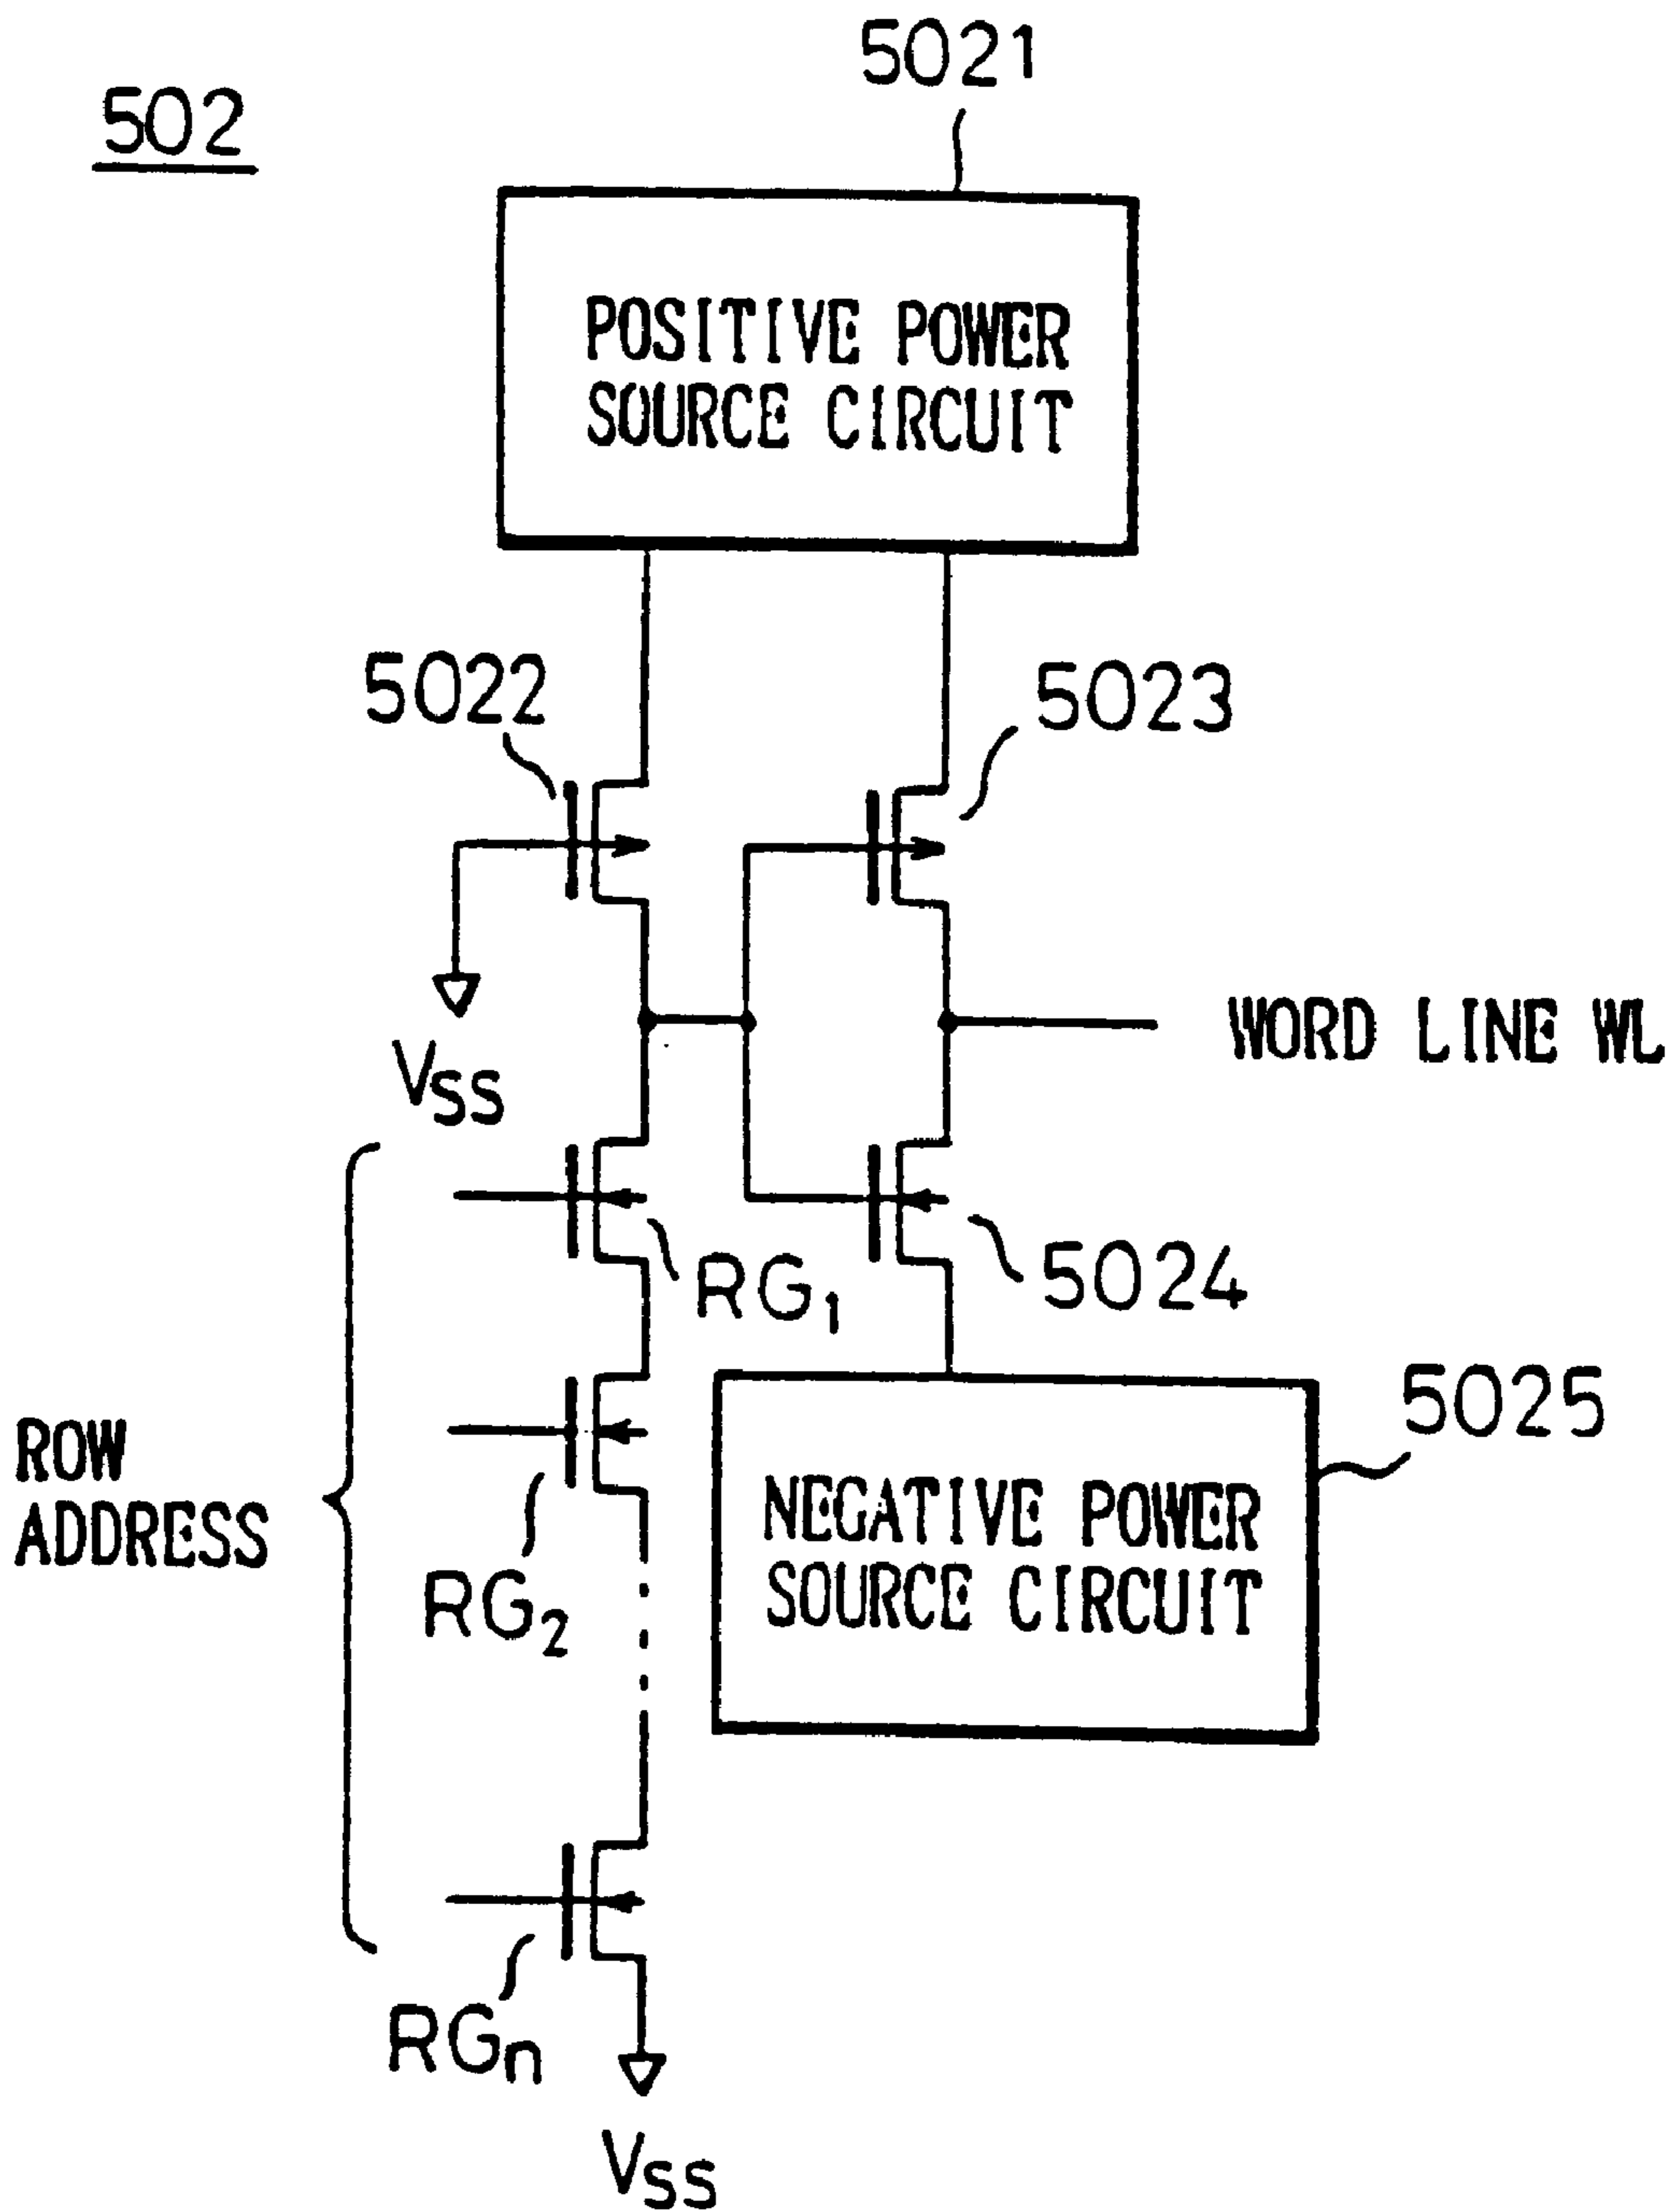 5021
502
POSITIVE POWER
SOURCE CIRCUIT
5022
5023
WORD LINE WL
VSS
RG1
5024
5025
ROW
ADDRESS
NEGATIVE POWER
SOURCE CIRCUIT
RG2
RGn
VSS